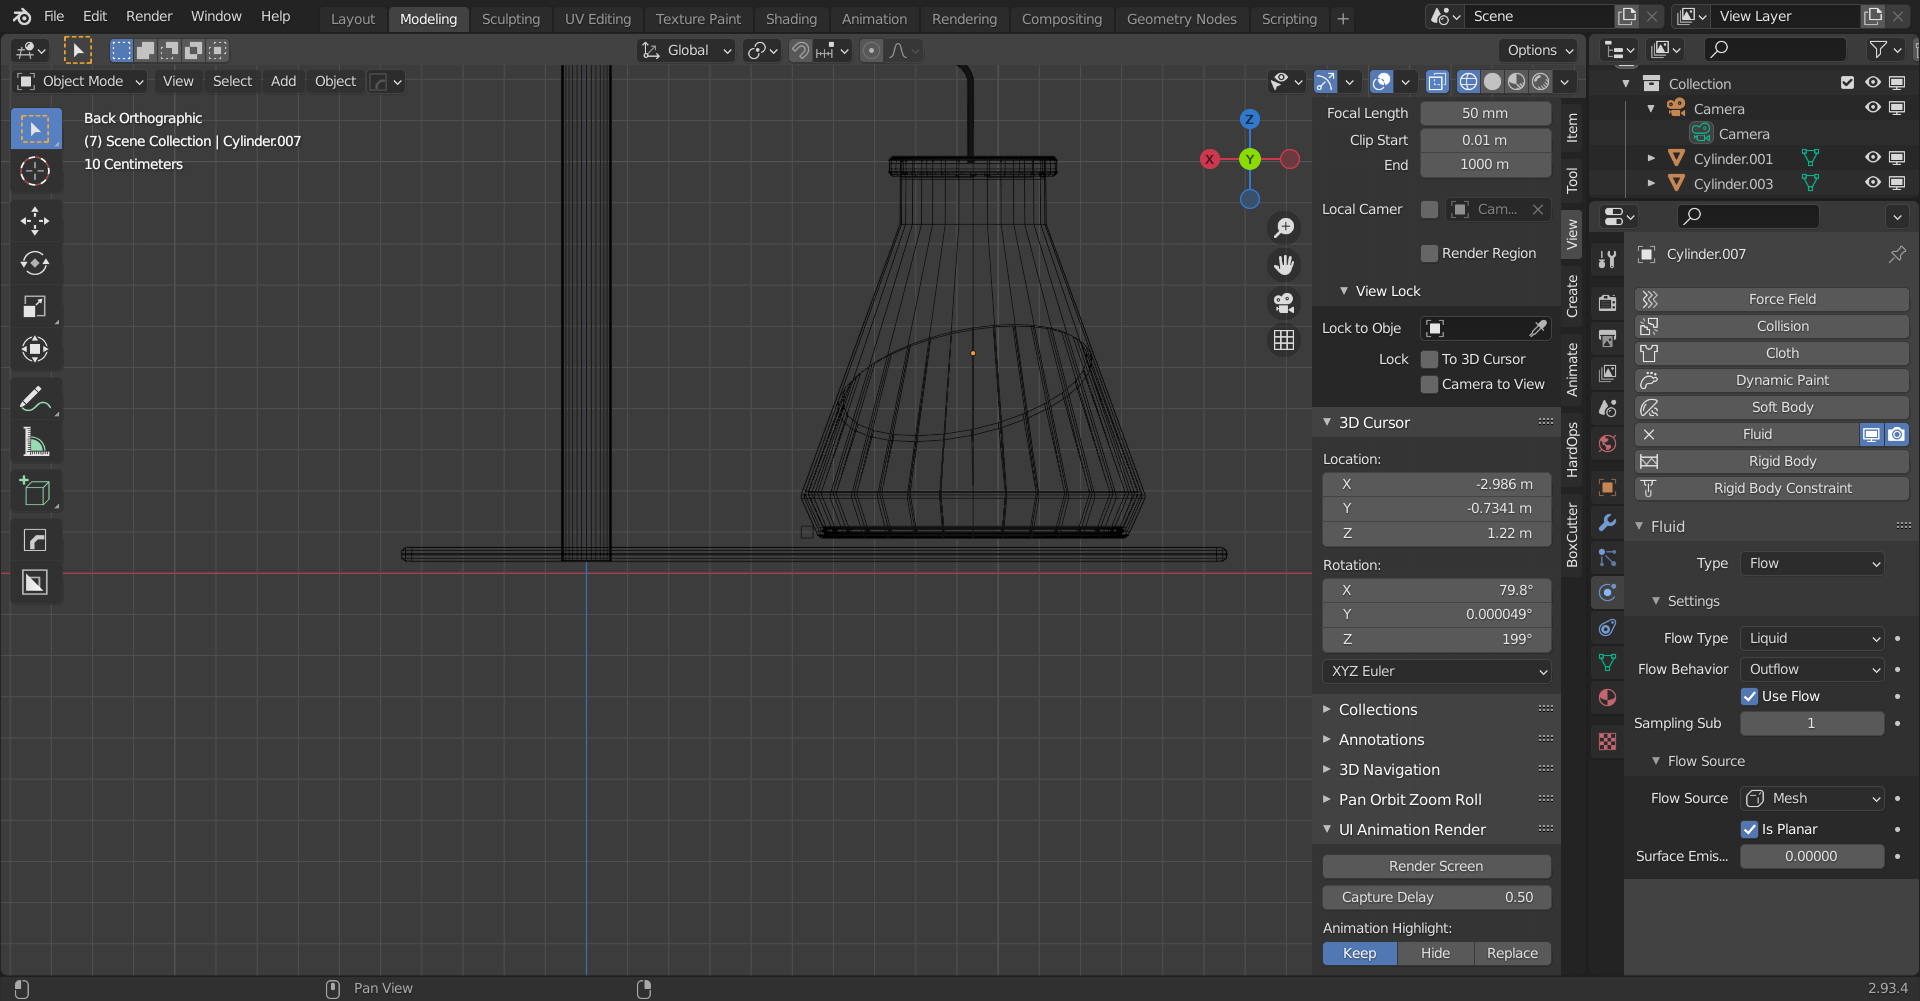 File Edit Render Window Help
Layout Modeling Sculpting UV Editing Texture Paint Shading Animation Rendering Compositing Geometry Nodes Scripting +
Scene
View Layer
Global
Options
Object Mode View Select Add Object
Back Orthographic
(7) Scene Collection | Cylinder.007
10 Centimeters
Z
X
Y
Focal Length 50 mm
Clip Start 0.01 m
End 1000 m
Local Camer Cam...
Render Region
View Lock
Lock to Obje
Lock To 3D Cursor
Camera to View
3D Cursor
Location:
X -2.986 m
Y -0.7341 m
Z 1.22 m
Rotation:
X 79.8°
Y 0.000049°
Z 199°
XYZ Euler
Collections
Annotations
3D Navigation
Pan Orbit Zoom Roll
UI Animation Render
Render Screen
Capture Delay 0.50
Animation Highlight:
Keep Hide Replace
Item
Tool
View
Create
Animate
HardOps
BoxCutter
Collection
Camera
Camera
Cylinder.001
Cylinder.003
Cylinder.007
Force Field
Collision
Cloth
Dynamic Paint
Soft Body
Fluid
Rigid Body
Rigid Body Constraint
Fluid
Type Flow
Settings
Flow Type Liquid
Flow Behavior Outflow
Use Flow
Sampling Sub 1
Flow Source
Flow Source Mesh
Is Planar
Surface Emis... 0.00000
Pan View
2.93.4